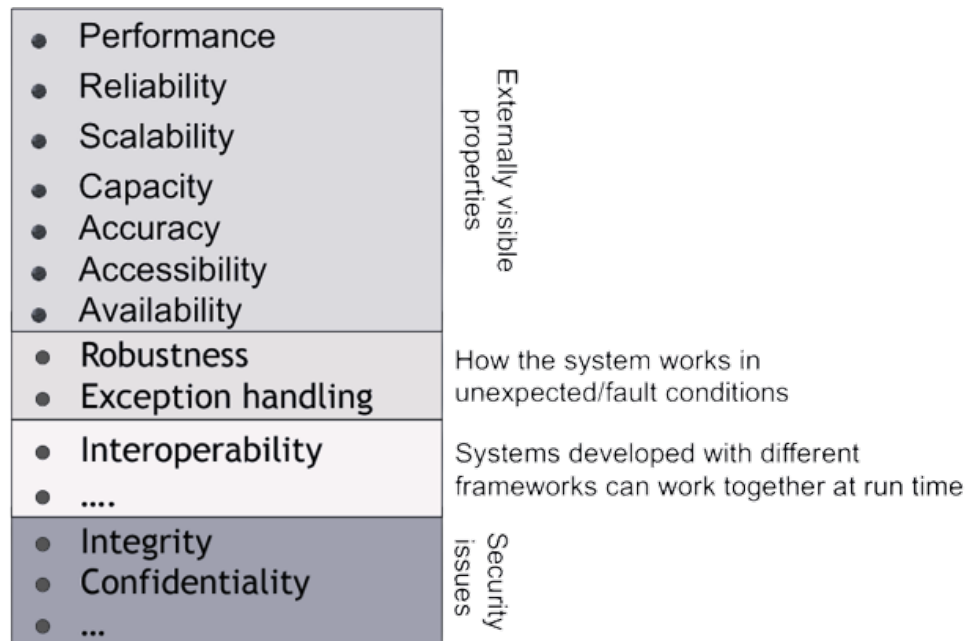 Performance
Reliability
Scalability
Capacity
Accuracy
Accessibility
Availability
Externally visible
properties
Robustness
Exception handling
How the system works in
unexpected/fault conditions
Interoperability
....
Systems developed with different
frameworks can work together at run time
Integrity
Confidentiality
...
Security
issues